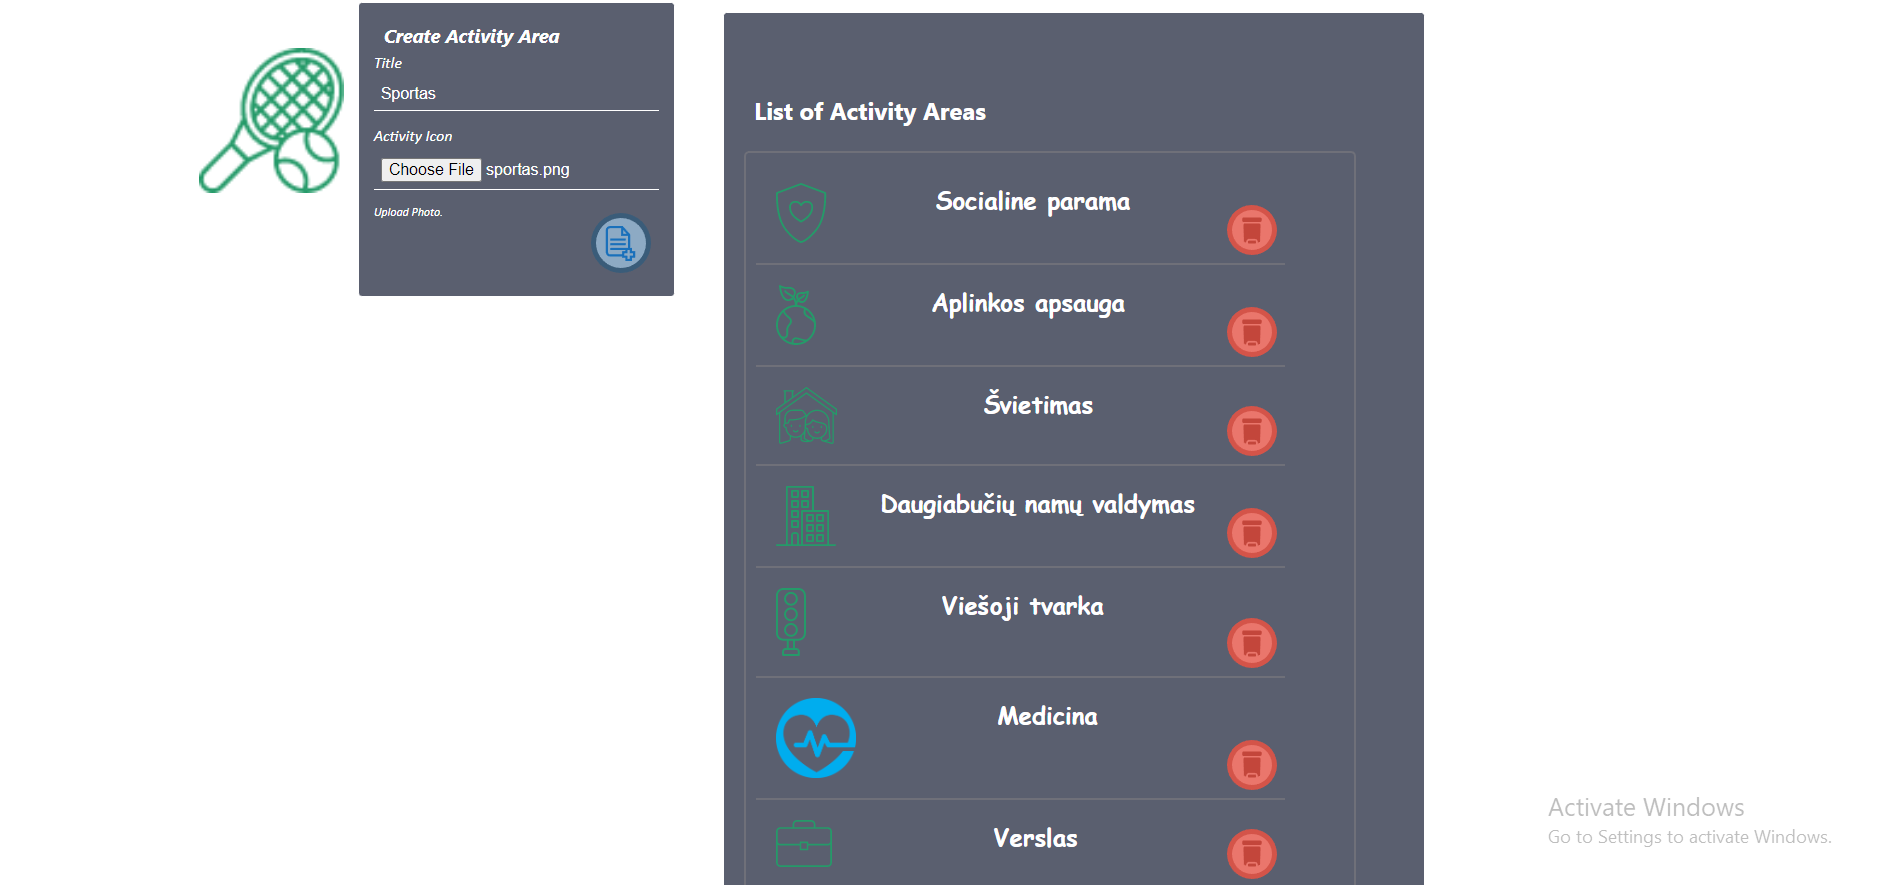 Create Activity Area
Title
Sportas
Activity Icon
Choose File sportas.png
Upload Photo.
List of Activity Areas
Socialine parama
Aplinkos apsauga
Švietimas
Daugiabučių namų valdymas
Viešoji tvarka
Medicina
Verslas
Activate Windows
Go to Settings to activate Windows.